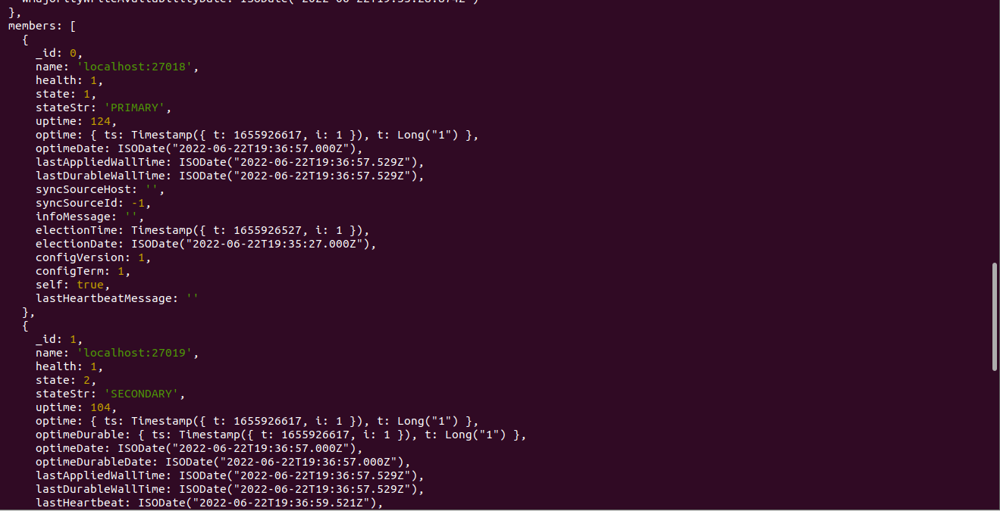 },
members: [
{
_id: 0,
name: 'localhost:27018',
health: 1,
state: 1,
stateStr: 'PRIMARY',
uptime: 124,
optime: { ts: Timestamp({ t: 1655926617, i: 1 }), t: Long("1") },
optimeDate: ISODate("2022-06-22T19:36:57.000Z"),
lastAppliedWallTime: ISODate("2022-06-22T19:36:57.529Z"),
lastDurableWallTime: ISODate("2022-06-22T19:36:57.529Z"),
syncSourceHost: '',
syncSourceId: -1,
infoMessage: '',
electionTime: Timestamp({ t: 1655926527, i: 1 }),
electionDate: ISODate("2022-06-22T19:35:27.000Z"),
configVersion: 1,
configTerm: 1,
self: true,
lastHeartbeatMessage: ''
},
{
_id: 1,
name: 'localhost:27019',
health: 1,
state: 2,
stateStr: 'SECONDARY',
uptime: 104,
optime: { ts: Timestamp({ t: 1655926617, i: 1 }), t: Long("1") },
optimeDurable: { ts: Timestamp({ t: 1655926617, i: 1 }), t: Long("1") },
optimeDate: ISODate("2022-06-22T19:36:57.000Z"),
optimeDurableDate: ISODate("2022-06-22T19:36:57.000Z"),
lastAppliedWallTime: ISODate("2022-06-22T19:36:57.529Z"),
lastDurableWallTime: ISODate("2022-06-22T19:36:57.529Z"),
lastHeartbeat: ISODate("2022-06-22T19:36:59.521Z"),